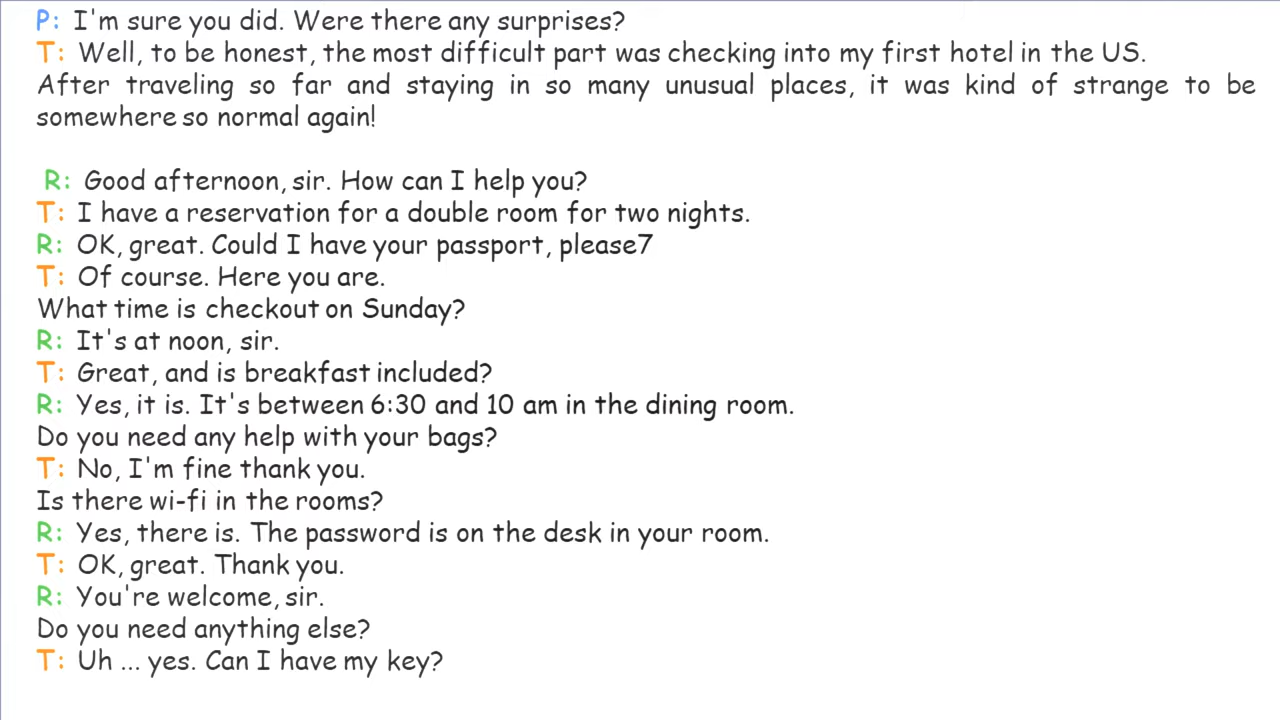 P: I'm sure you did. Were there any surprises?
T: Well, to be honest, the most difficult part was checking into my first hotel in the US.
After traveling so far and staying in so many unusual places, it was kind of strange to be
somewhere so normal again!
R: Good afternoon, sir. How can I help you?
T: I have a reservation for a double room for two nights.
R: OK, great. Could I have your passport, please7
T: Of course. Here you are.
What time is checkout on Sunday?
R: It's at noon, sir.
T: Great, and is breakfast included?
R: Yes, it is. It's between 6:30 and 10 am in the dining room.
Do you need any help with your bags?
T: No, I'm fine thank you.
Is there wi-fi in the rooms?
R: Yes, there is. The password is on the desk in your room.
T: OK, great. Thank you.
R: You're welcome, sir.
Do you need anything else?
T: Uh ... yes. Can I have my key?